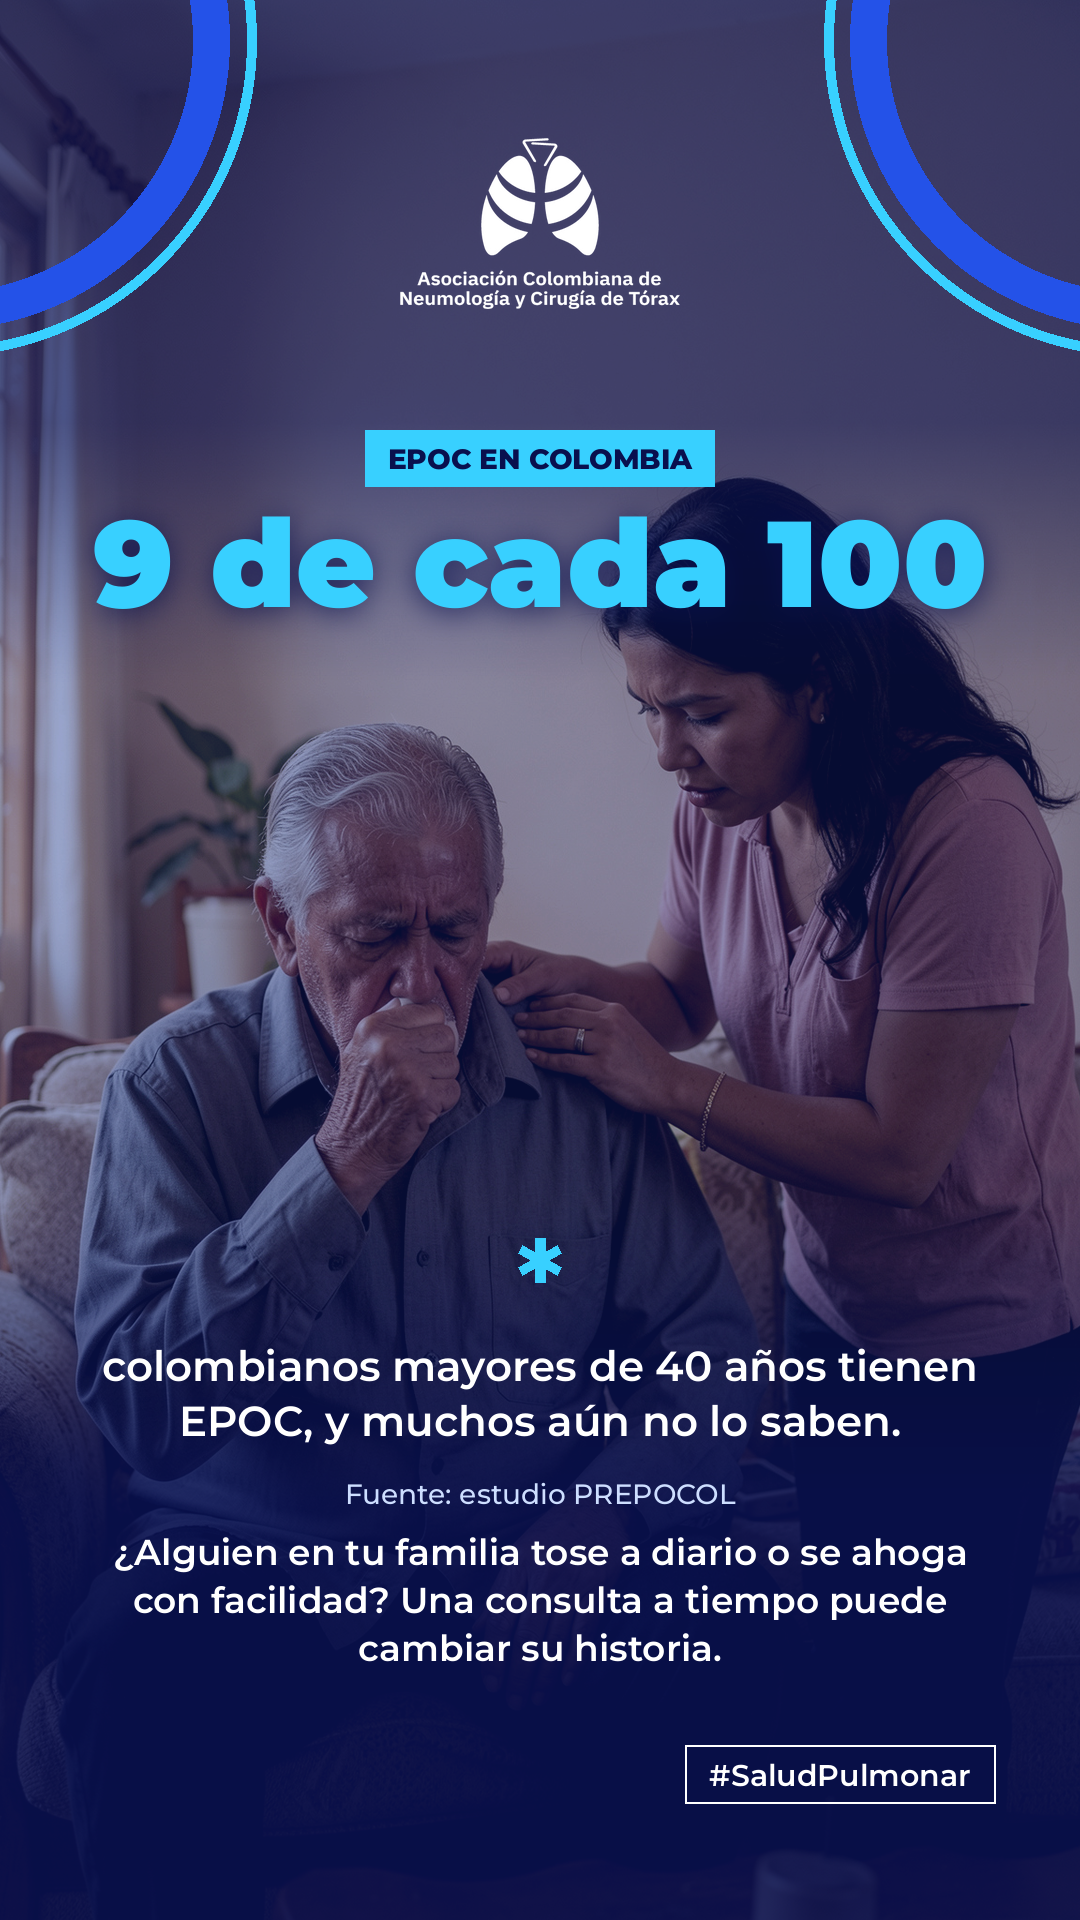 Asociación Colombiana de
Neumología y Cirugía de Tórax
EPOC EN COLOMBIA
9 de cada 100
*
colombianos mayores de 40 años tienen
EPOC, y muchos aún no lo saben.
Fuente: estudio PREPOCOL
¿Alguien en tu familia tose a diario o se ahoga
con facilidad? Una consulta a tiempo puede
cambiar su historia.
#SaludPulmonar